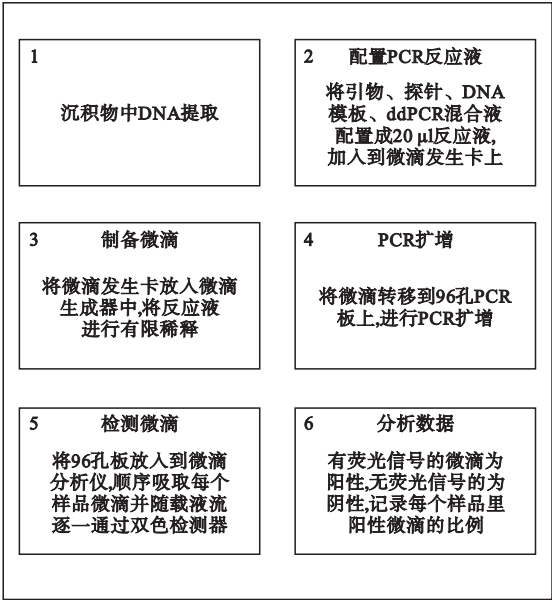 1
沉积物中DNA提取
2 配置PCR反应液
将引物、探针、DNA
模板、ddPCR混合液
配置成20 μl反应液,
加入到微滴发生卡上
3 制备微滴
将微滴发生卡放入微滴
生成器中,将反应液
进行有限稀释
4 PCR扩增
将微滴转移到96孔PCR
板上,进行PCR扩增
5 检测微滴
将96孔板放入到微滴
分析仪,顺序吸取每个
样品微滴并随载液流
逐一通过双色检测器
6 分析数据
有荧光信号的微滴为
阳性,无荧光信号的为
阴性,记录每个样品里
阳性微滴的比例